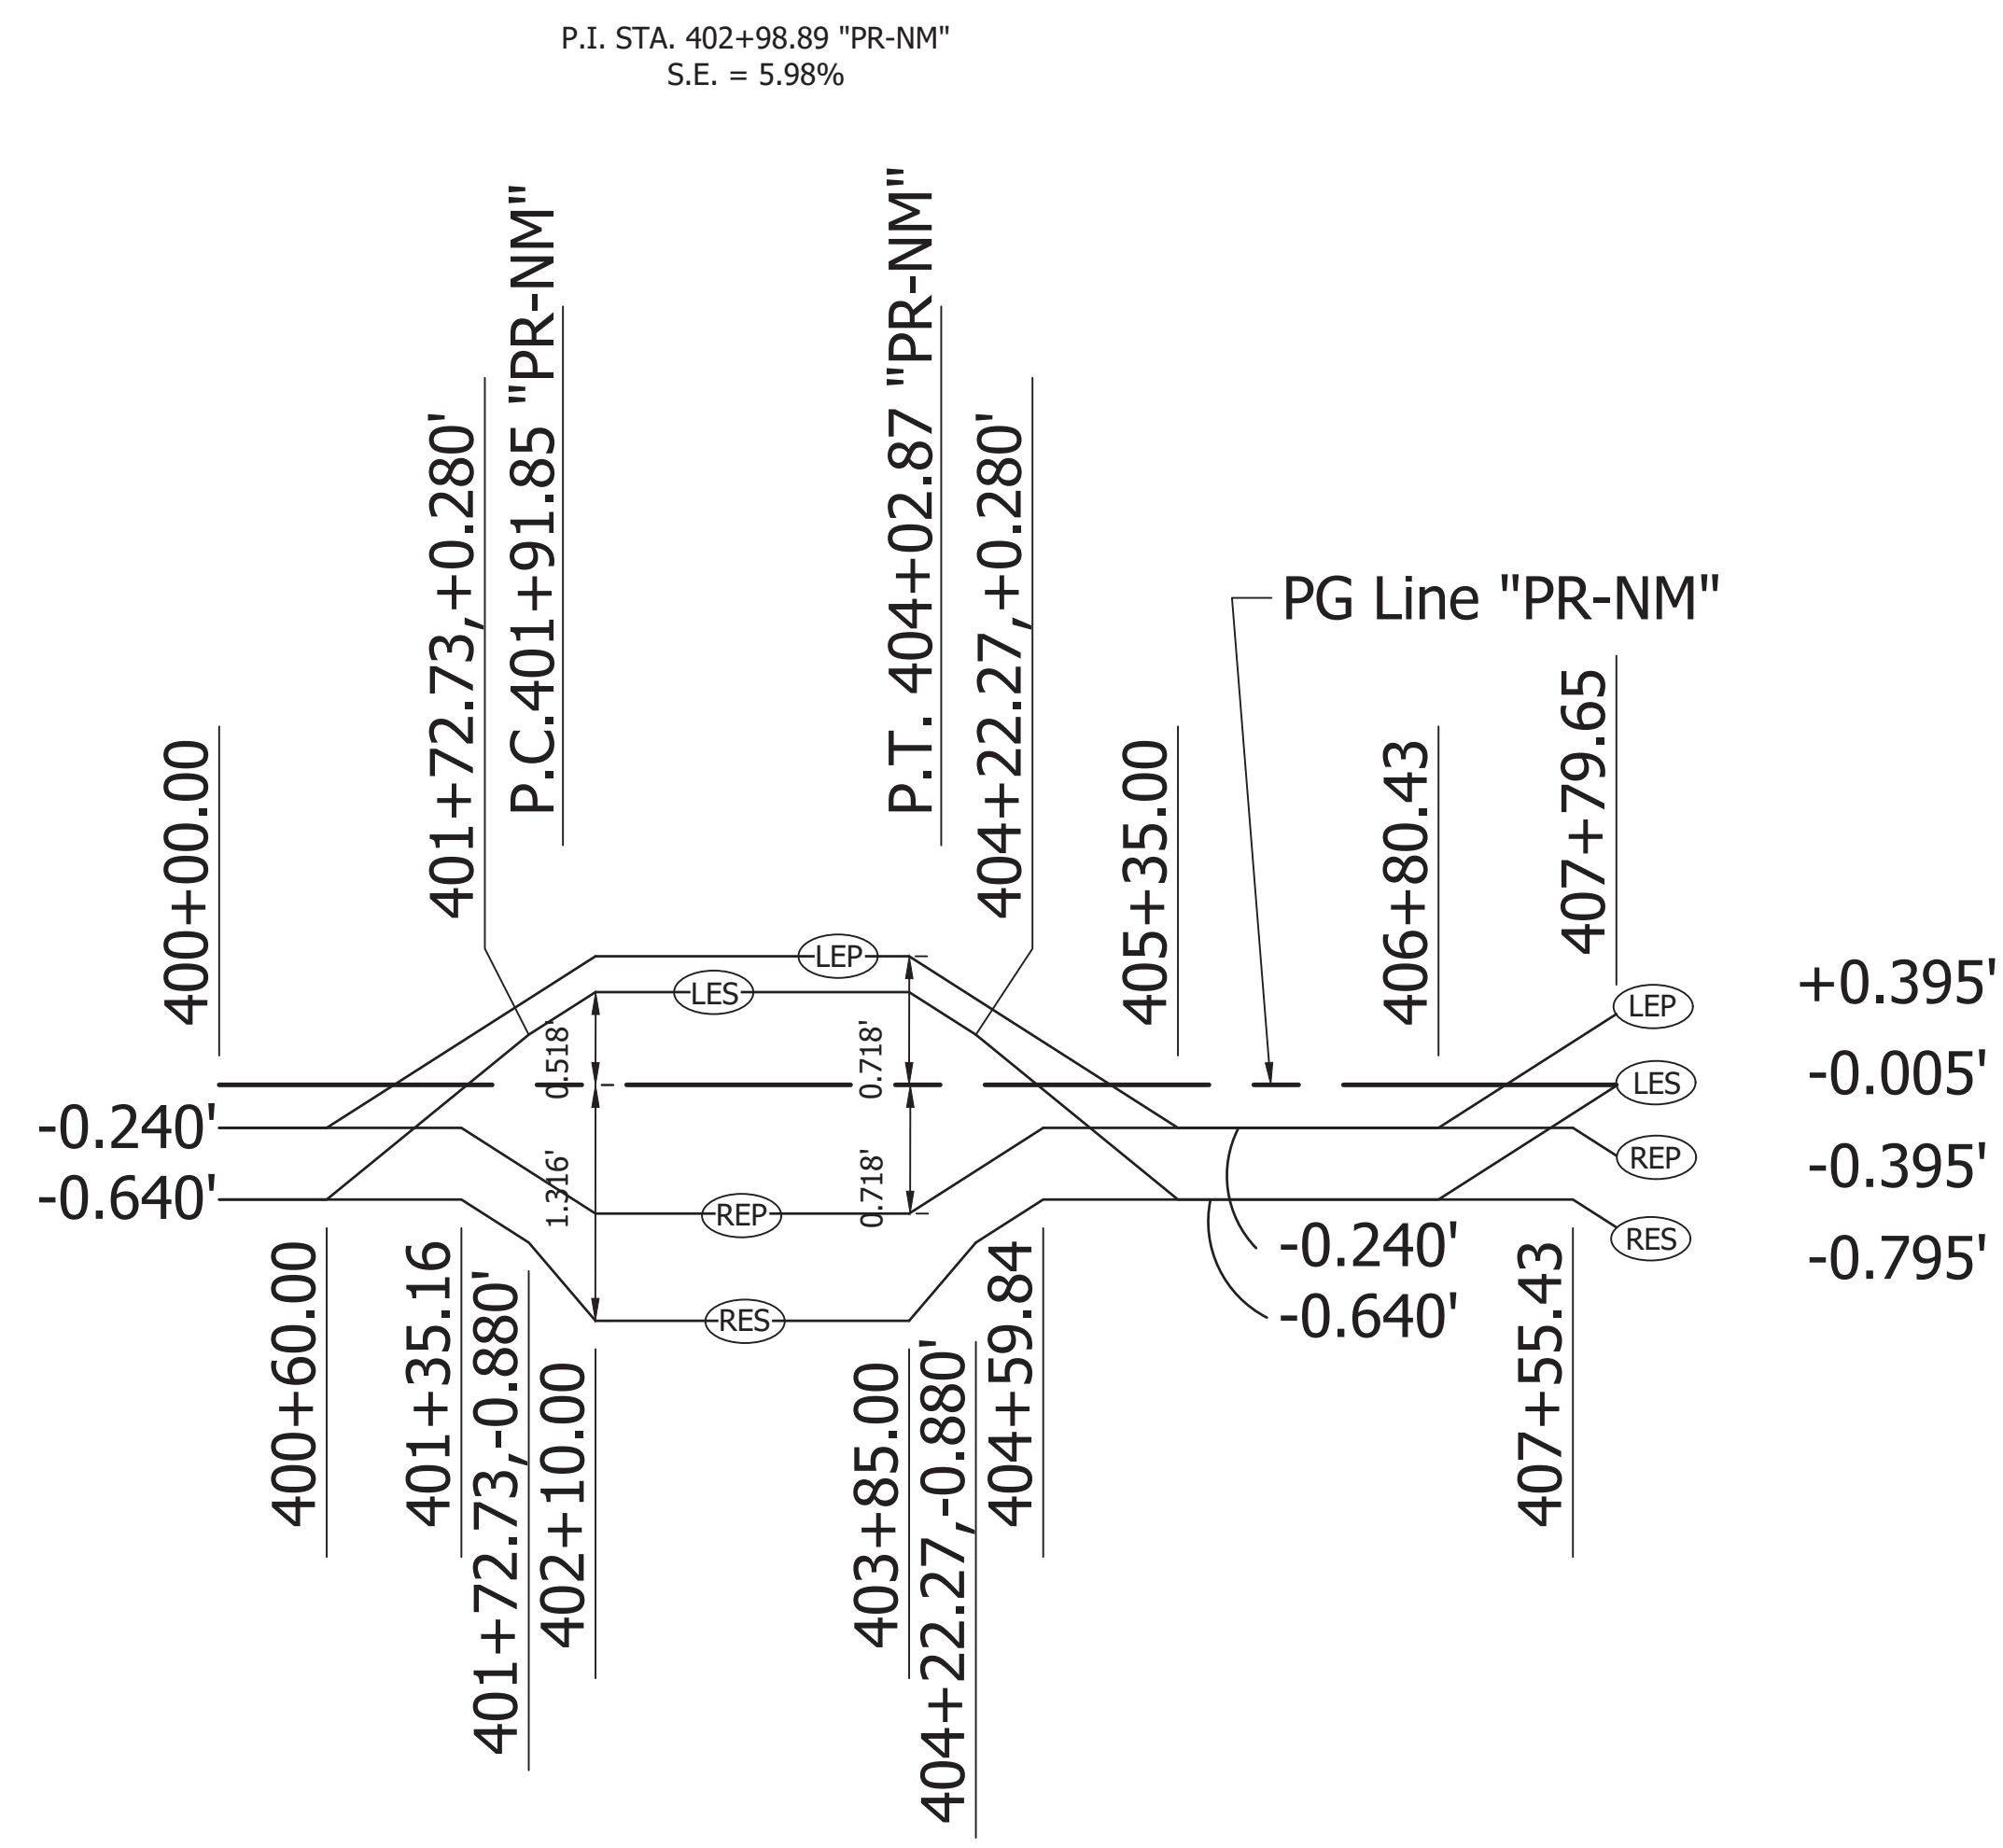 P.I. STA. 402+98.89 "PR-NM"
S.E. = 5.98%
400+00.00
401+72.73,+0.280'
P.C.401+91.85 "PR-NM"
P.T. 404+02.87 "PR-NM"
404+22.27,+0.280'
405+35.00
PG Line "PR-NM"
406+80.43
407+79.65
LEP
LES
0.518'
0.718'
LEP
+0.395'
LES
-0.005'
-0.240'
-0.640'
1.316'
0.718'
REP
RES
REP
-0.395'
RES
-0.795'
-0.240'
-0.640'
400+60.00
401+35.16
401+72.73,-0.880'
402+10.00
403+85.00
404+22.27,-0.880'
404+59.84
407+55.43